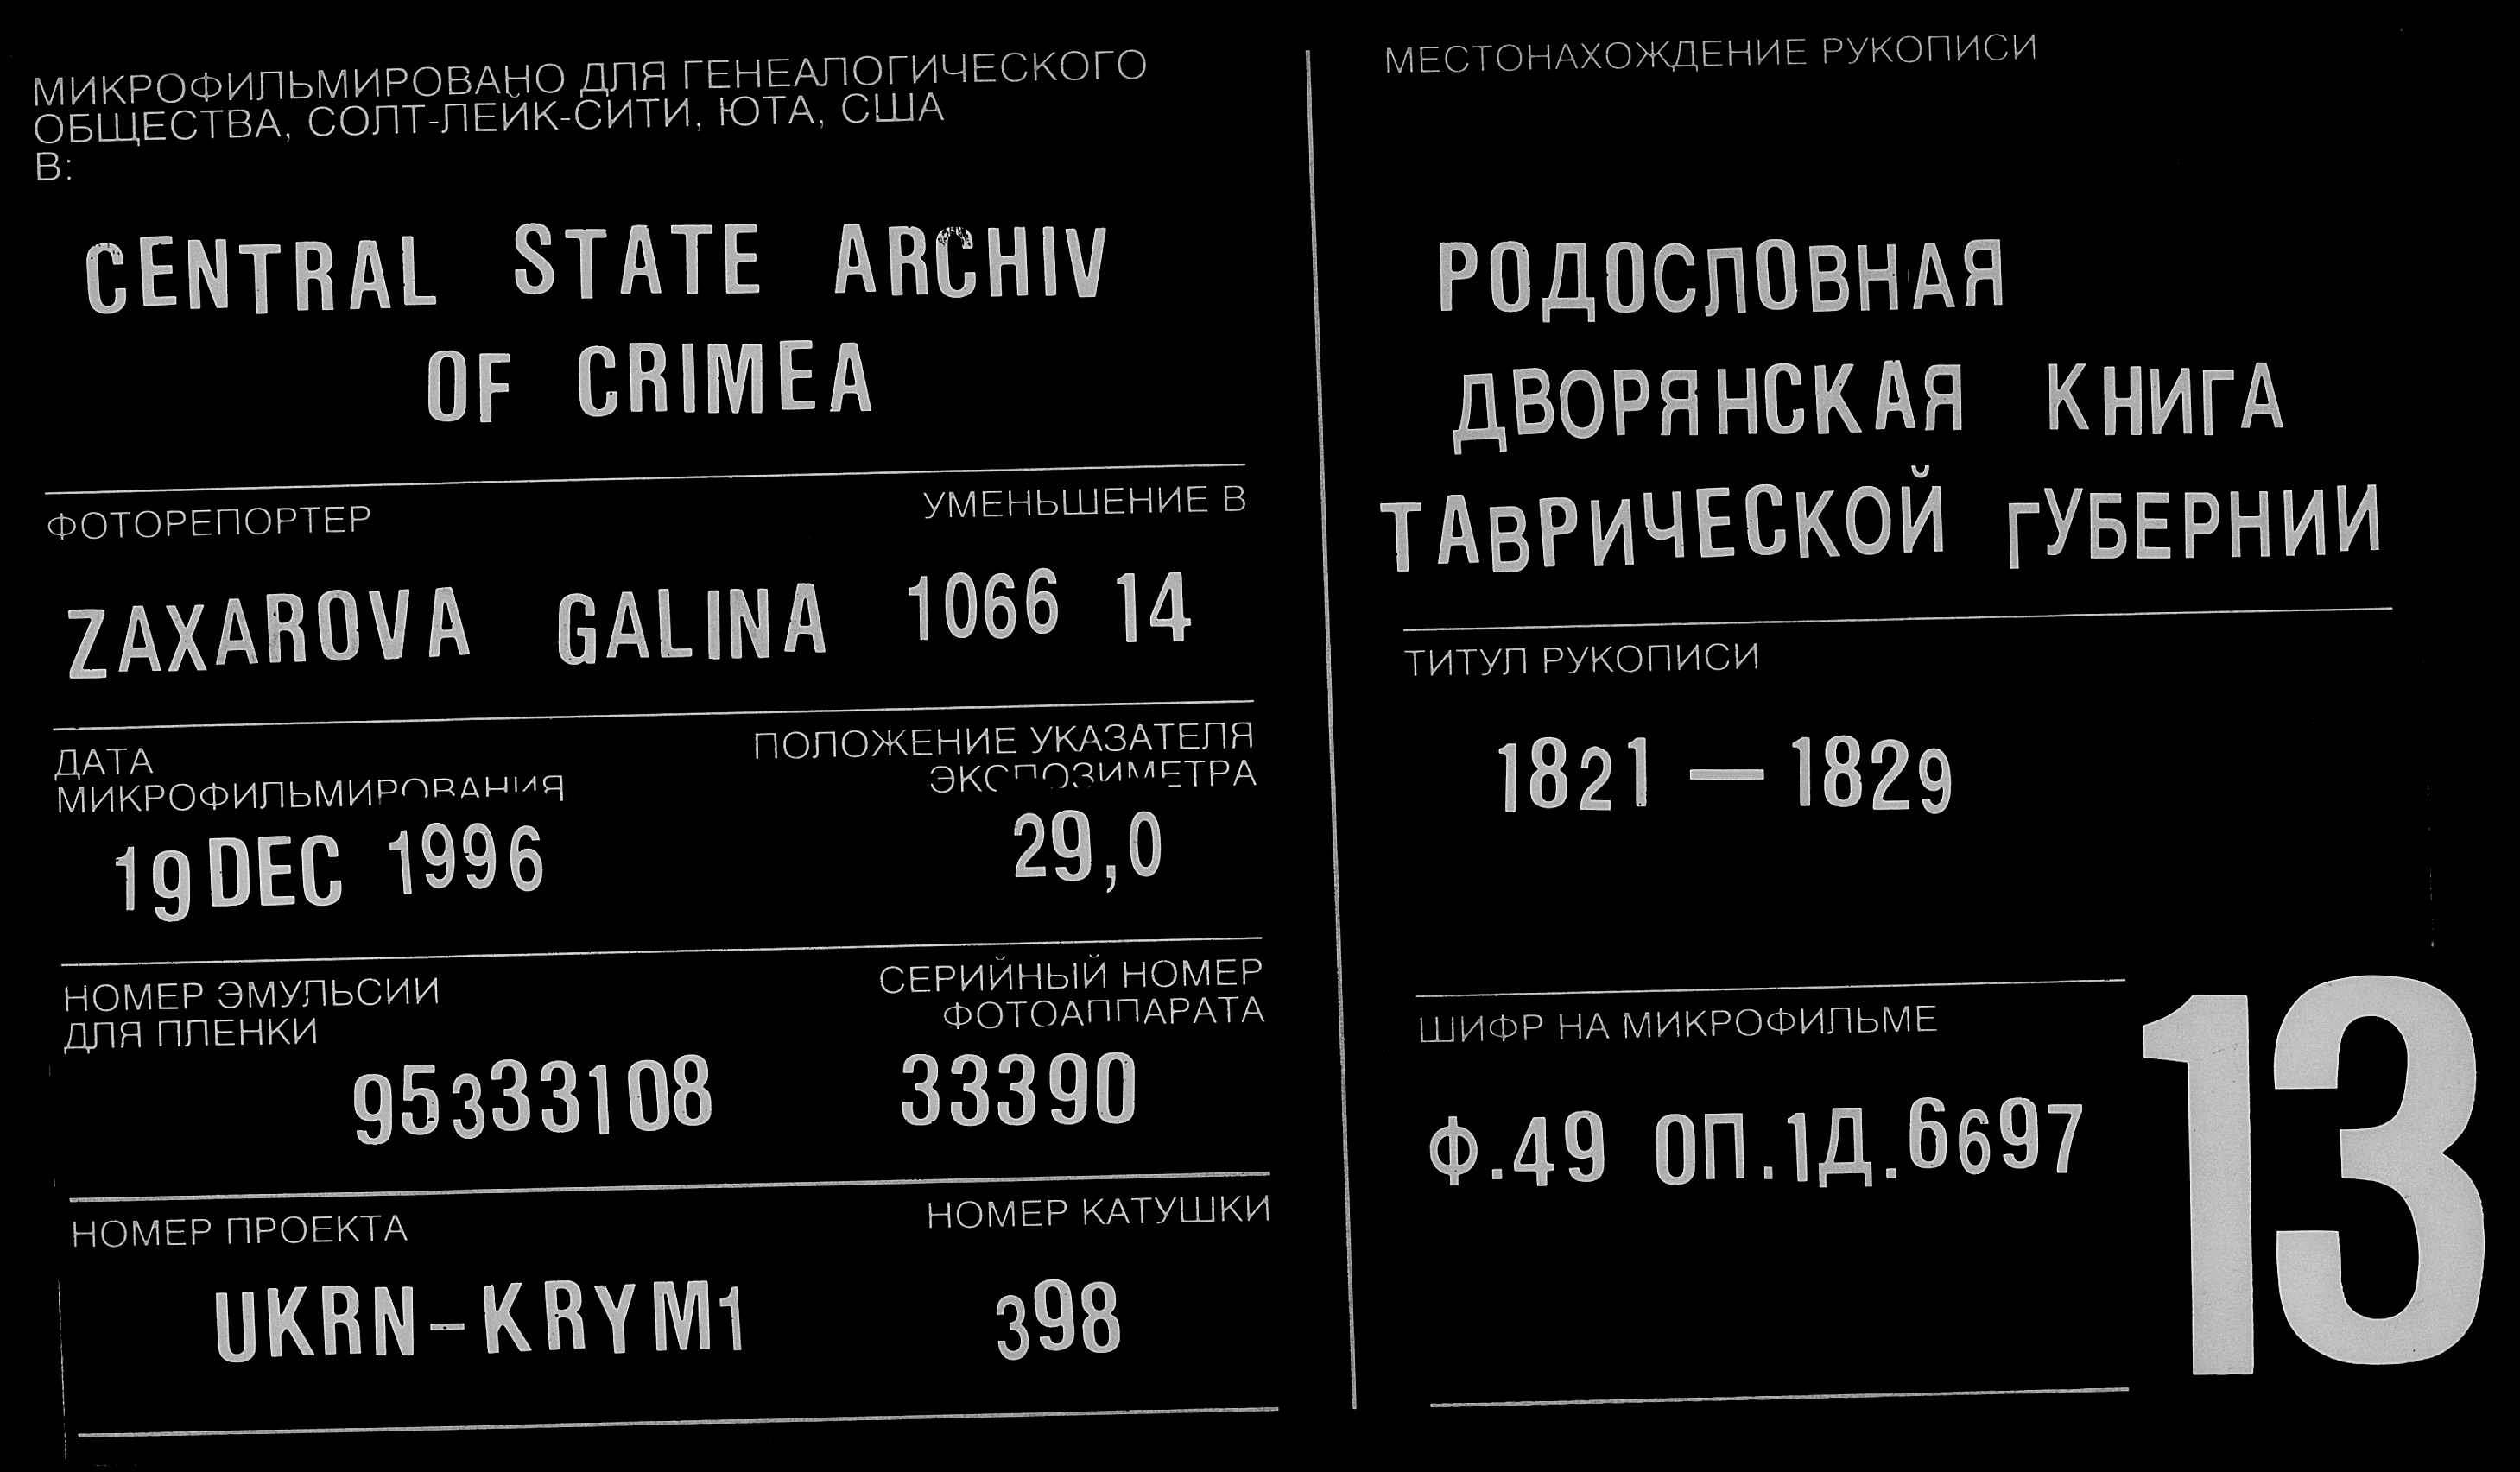 МИКРОФИЛЬМИРОВАНО ДЛЯ ГЕНЕАЛОГИЧЕСКОГО
ОБЩЕСТВА, СОЛТ-ЛЕЙК-СИТИ, ЮТА, США
В:
CENTRAL STATE ARCHIV
OF CRIMEA
ФОТОРЕПОРТЕР
УМЕНЬШЕНИЕ В
ZAXAROVA GALINA 1066 14
ДАТА
МИКРОФИЛЬМИРОВАНИЯ
ПОЛОЖЕНИЕ УКАЗАТЕЛЯ
ЭКСПОЗИМЕТРА
19 DEC 1996
29,0
НОМЕР ЭМУЛЬСИИ
ДЛЯ ПЛЕНКИ
СЕРИЙНЫЙ НОМЕР
ФОТОАППАРАТА
95333108
33390
НОМЕР ПРОЕКТА
НОМЕР КАТУШКИ
UKRN-KRYM1
398
МЕСТОНАХОЖДЕНИЕ РУКОПИСИ
РОДОСЛОВНАЯ
ДВОРЯНСКАЯ КНИГА
ТАВРИЧЕСКОЙ ГУБЕРНИИ
ТИТУЛ РУКОПИСИ
1821 — 1829
ШИФР НА МИКРОФИЛЬМЕ
Ф.49 ОП.1Д.6697
13